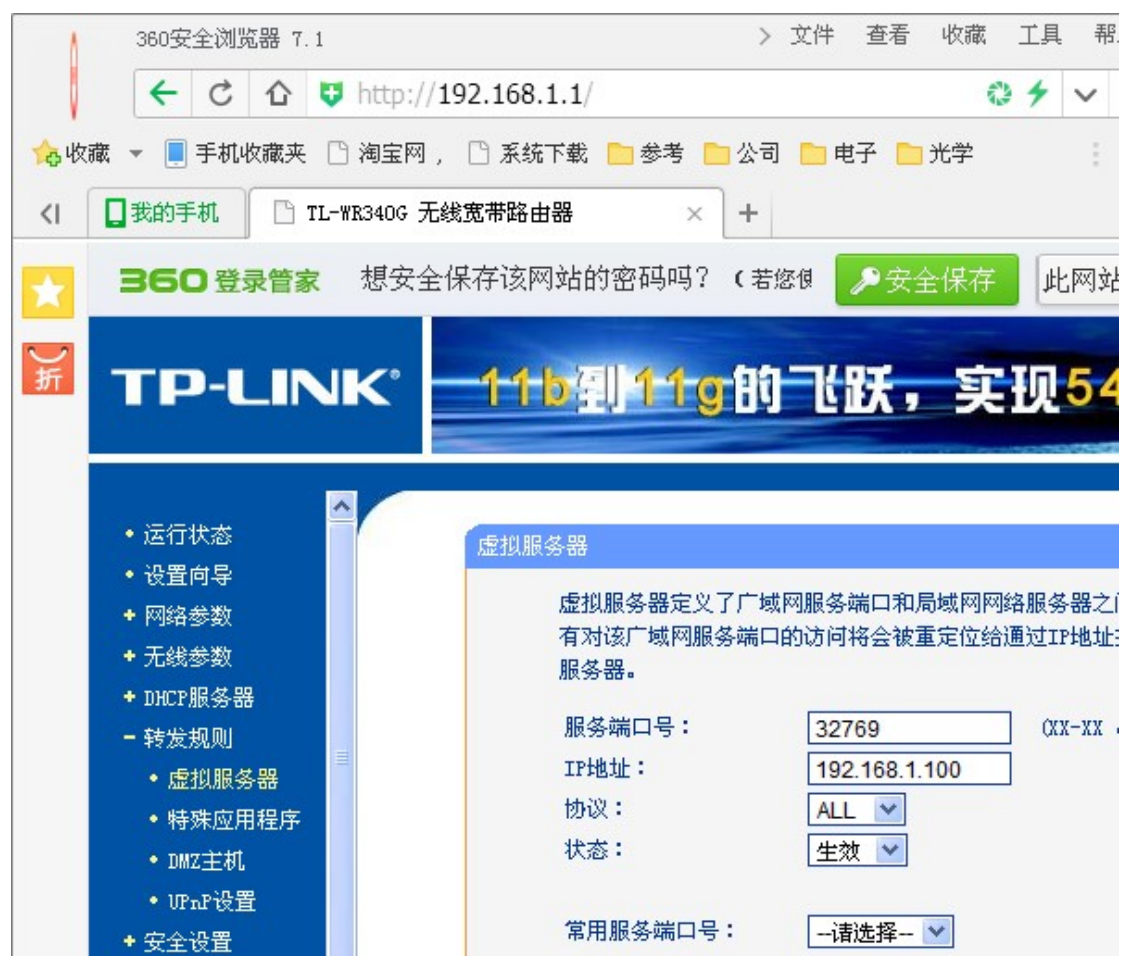 360安全浏览器 7.1 > 文件 查看 收藏 工具 帮
http://192.168.1.1/
收藏 手机收藏夹 淘宝网， 系统下载 参考 公司 电子 光学
我的手机 TL-WR340G 无线宽带路由器 × +
360 登录管家 想安全保存该网站的密码吗？（若您使 安全保存 此网站
折
TP-LINK® 11b到11g的飞跃，实现54
运行状态
设置向导
+ 网络参数
+ 无线参数
+ DHCP服务器
- 转发规则
虚拟服务器
特殊应用程序
DMZ主机
UPnP设置
+ 安全设置
虚拟服务器
虚拟服务器定义了广域网服务端口和局域网网络服务器之间
有对该广域网服务端口的访问将会被重定位给通过IP地址
服务器。
服务端口号： 32769 (XX-XX
IP地址： 192.168.1.100
协议： ALL
状态： 生效
常用服务端口号： --请选择--